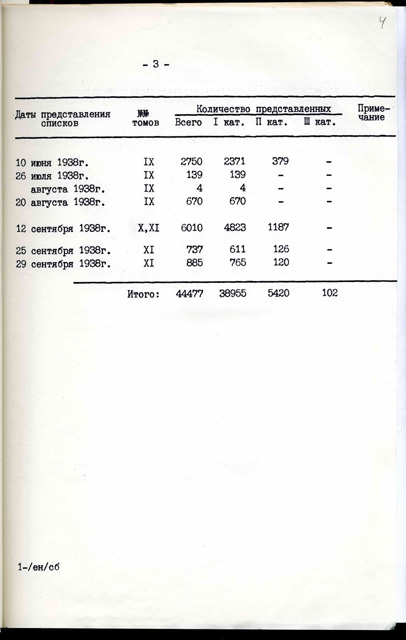 4
- 3 -
Даты представления списков №№ томов Количество представленных Приме-чание
Всего I кат. II кат. III кат.
10 июня 1938г. IX 2750 2371 379 -
26 июля 1938г. IX 139 139 - -
августа 1938г. IX 4 4 - -
20 августа 1938г. IX 670 670 - -
12 сентября 1938г. X,XI 6010 4823 1187 -
25 сентября 1938г. XI 737 611 126 -
29 сентября 1938г. XI 885 765 120 -
Итого: 44477 38955 5420 102
1-/ен/сб